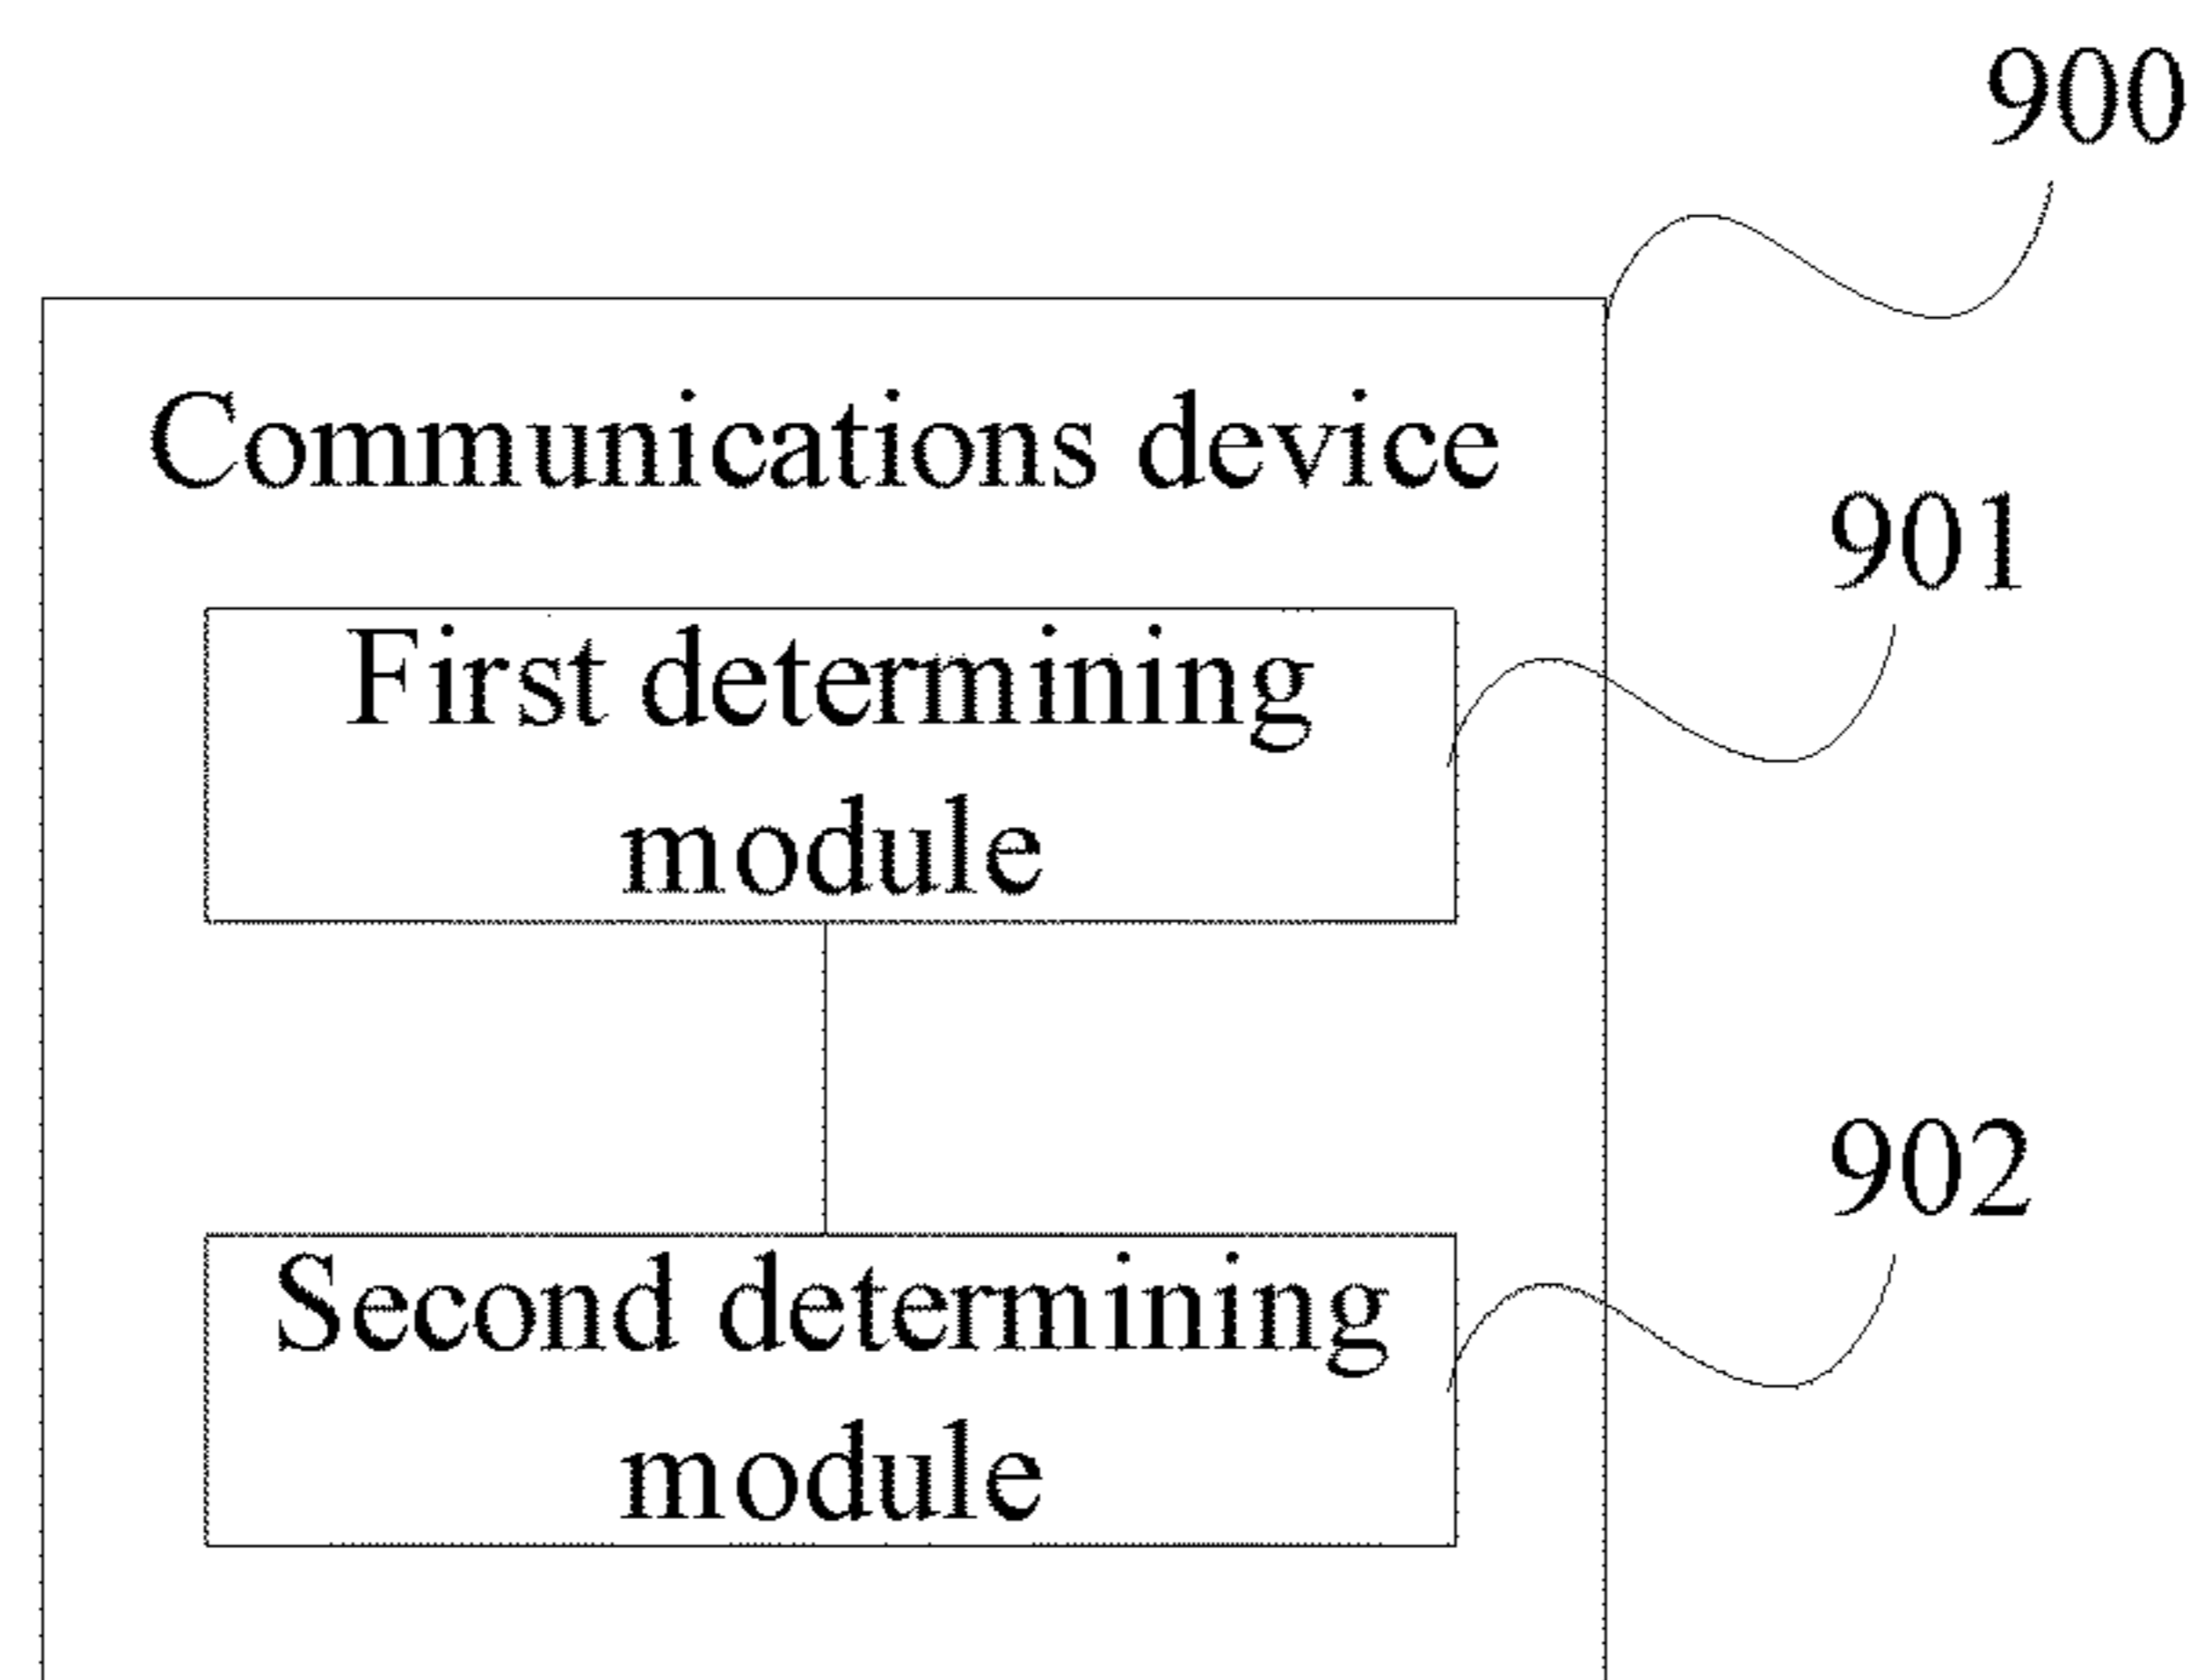 900
Communications device
901
First determining
module
902
Second determining
module